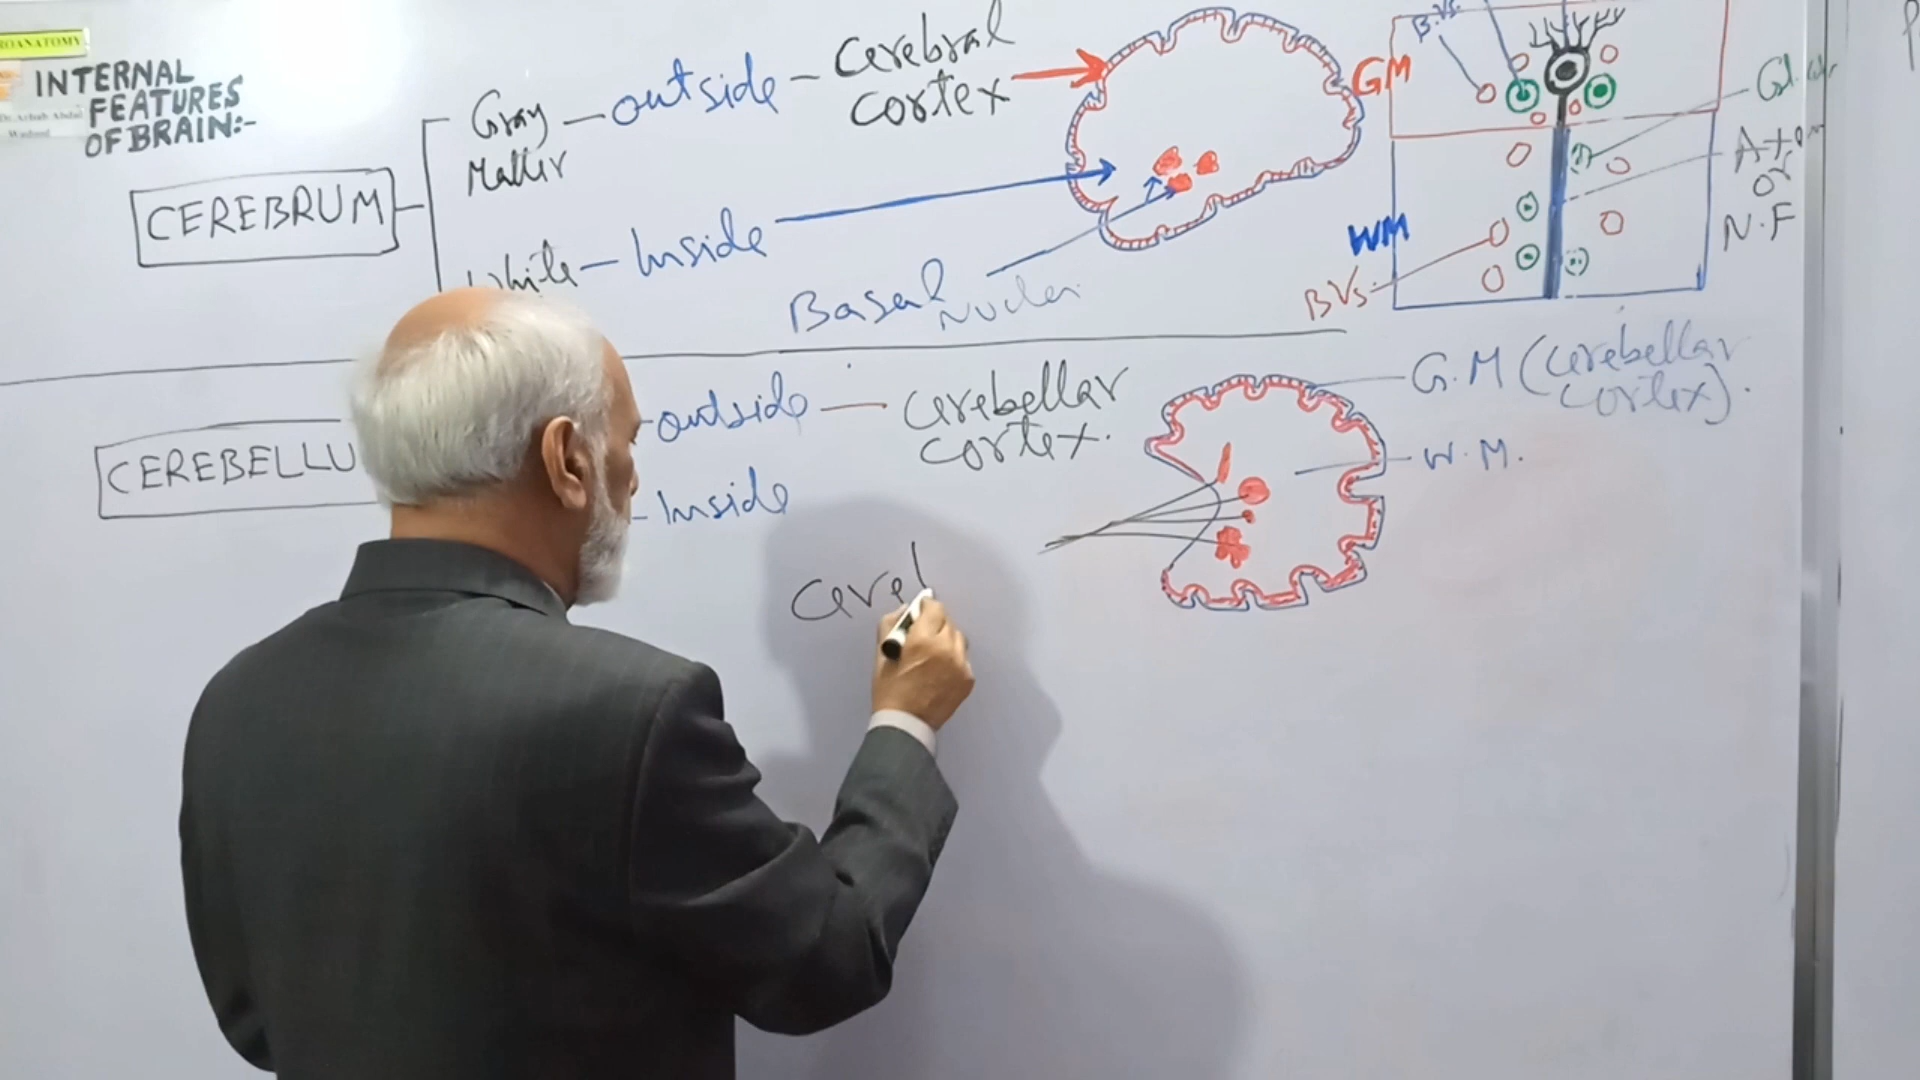 INTERNAL
FEATURES
OF BRAIN:-
Gray
Matter
outside
Cerebral
cortex
GM
B.Vs.
CEREBRUM
White
Inside
Basal
Nuclei
WM
BVs.
Axon
or
N.F
CEREBELLU
outside
cerebellar
cortex.
G.M (cerebellar
cortex).
W.M.
Inside